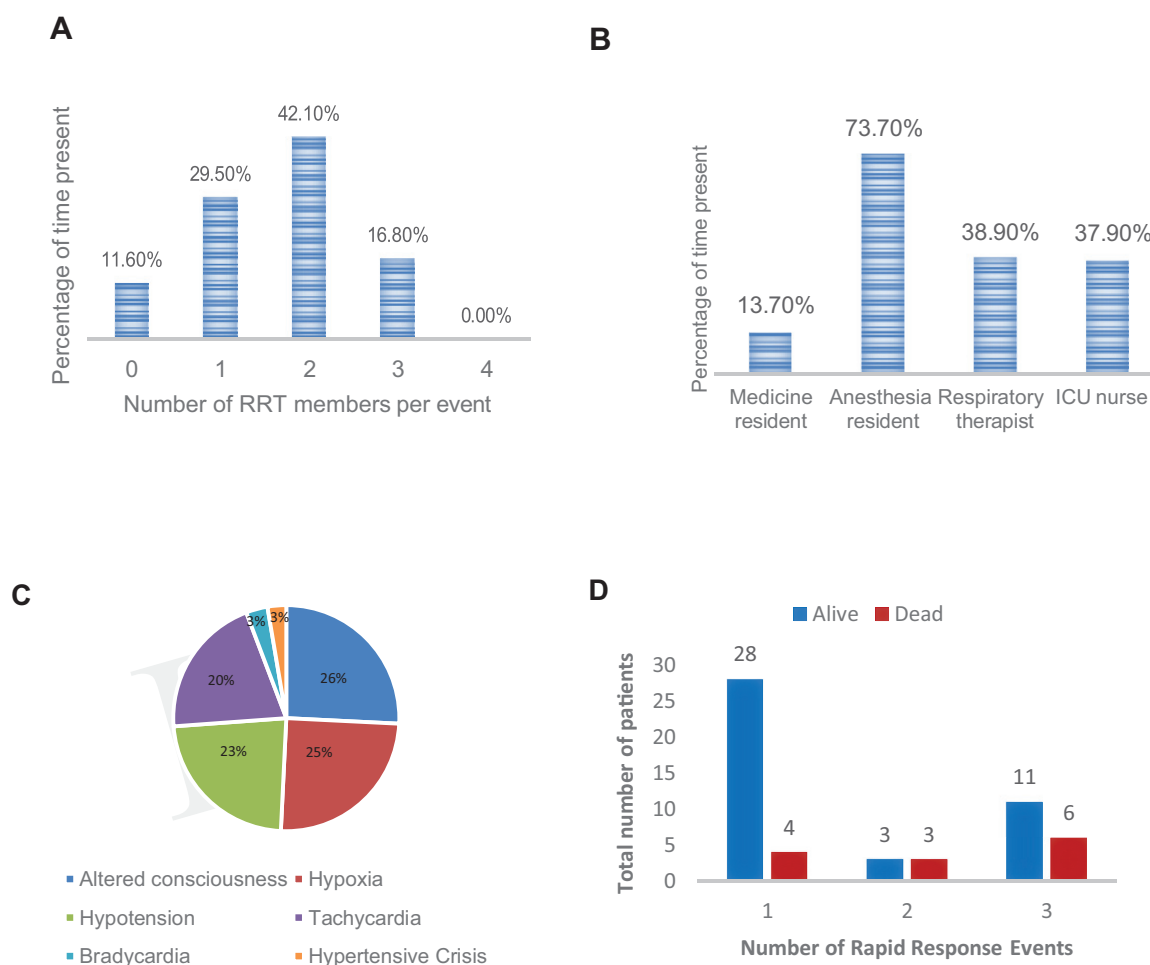 A
Percentage of time present
11.60%
29.50%
42.10%
16.80%
0.00%
0 1 2 3 4
Number of RRT members per event
B
Percentage of time present
13.70%
73.70%
38.90%
37.90%
Medicine resident
Anesthesia resident
Respiratory therapist
ICU nurse
C
3% 3%
20% 26%
23% 25%
Altered consciousness Hypoxia
Hypotension Tachycardia
Bradycardia Hypertensive Crisis
D
Alive Dead
Total number of patients
30
25
20
15
10
5
0
28 4
3 3
11 6
1 2 3
Number of Rapid Response Events